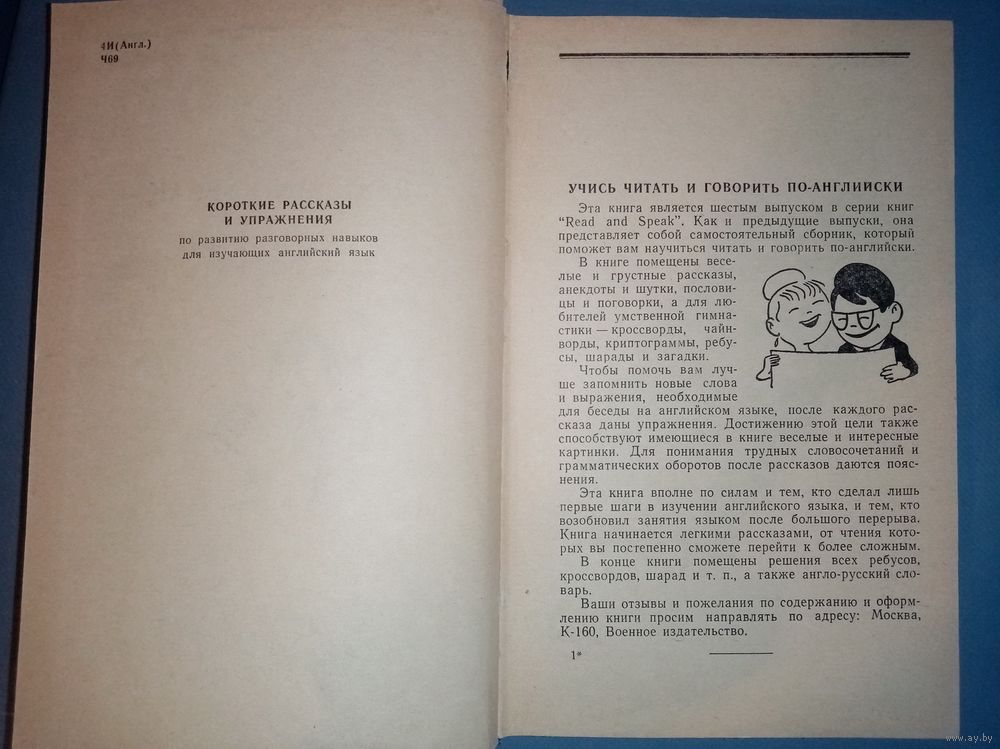 4И(Англ.)
Ч69
КОРОТКИЕ РАССКАЗЫ
И УПРАЖНЕНИЯ
по развитию разговорных навыков
для изучающих английский язык
УЧИСЬ ЧИТАТЬ И ГОВОРИТЬ ПО-АНГЛИЙСКИ
Эта книга является шестым выпуском в серии книг
“Read and Speak”. Как и предыдущие выпуски, она
представляет собой самостоятельный сборник, который
поможет вам научиться читать и говорить по-английски.
В книге помещены весе-
лые и грустные рассказы,
анекдоты и шутки, послови-
цы и поговорки, а для лю-
бителей умственной гимна-
стики — кроссворды, чайн-
ворды, криптограммы, ребу-
сы, шарады и загадки.
Чтобы помочь вам луч-
ше запомнить новые слова
и выражения, необходимые
для беседы на английском языке, после каждого рас-
сказа даны упражнения. Достижению этой цели также
способствуют имеющиеся в книге веселые и интересные
картинки. Для понимания трудных словосочетаний и
грамматических оборотов после рассказов даются пояс-
нения.
Эта книга вполне по силам и тем, кто сделал лишь
первые шаги в изучении английского языка, и тем, кто
возобновил занятия языком после большого перерыва.
Книга начинается легкими рассказами, от чтения кото-
рых вы постепенно сможете перейти к более сложным.
В конце книги помещены решения всех ребусов,
кроссвордов, шарад и т. п., а также англо-русский сло-
варь.
Ваши отзывы и пожелания по содержанию и оформ-
лению книги просим направлять по адресу: Москва,
К-160, Военное издательство.
1*
www.ay.by